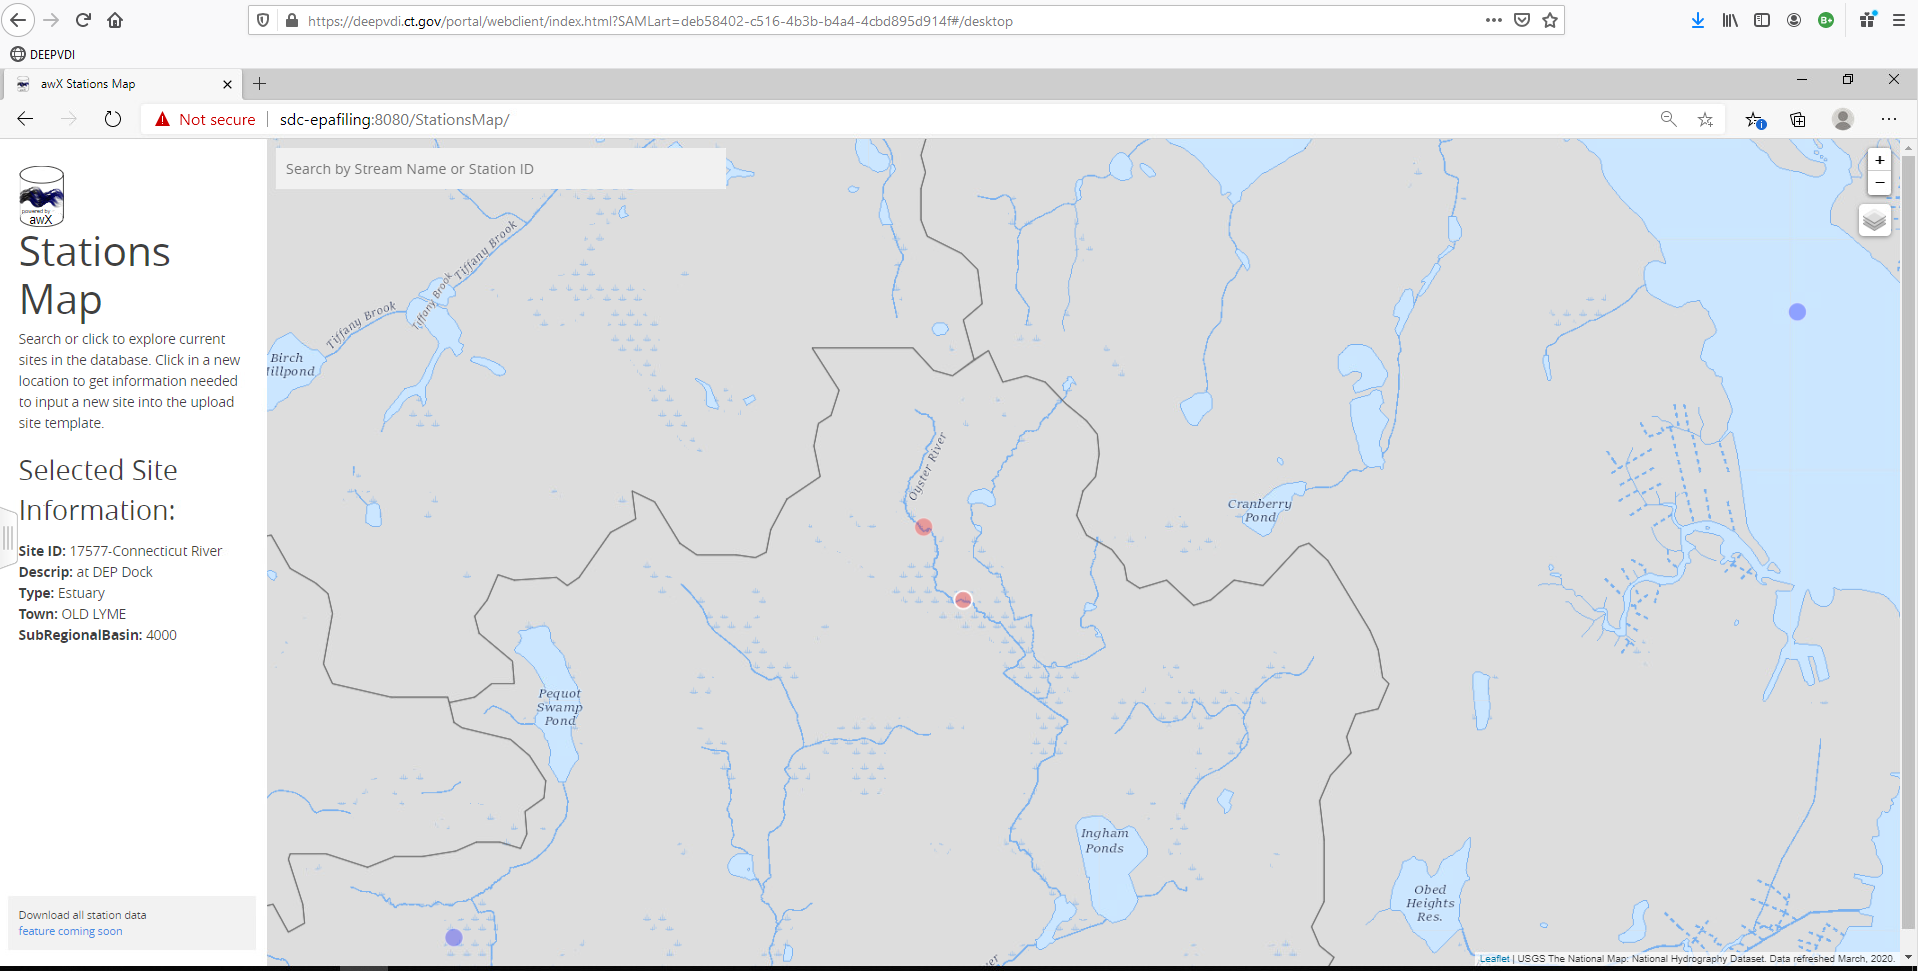 https://deepvdi.ct.gov/portal/webclient/index.html?SAMLart=deb58402-c516-4b3b-b4a4-4cbd895d914f#/desktop
B+
DEEPVDI
awX Stations Map
Not secure
sdc-epafiling:8080/StationsMap/
powered by
awX
Stations
Map
Search or click to explore current
sites in the database. Click in a new
location to get information needed
to input a new site into the upload
site template.
Selected Site
Information:
Site ID: 17577-Connecticut River
Descrip: at DEP Dock
Type: Estuary
Town: OLD LYME
SubRegionalBasin: 4000
Download all station data
feature coming soon
Search by Stream Name or Station ID
+
−
Tiffany Brook
Tiffany Brook
Tiffany Brook
Birch
illpond
Oyster River
Cranberry
Pond
Pequot
Swamp
Pond
Ingham
Ponds
Obed
Heights
Res.
Leaflet | USGS The National Map: National Hydrography Dataset. Data refreshed March, 2020.